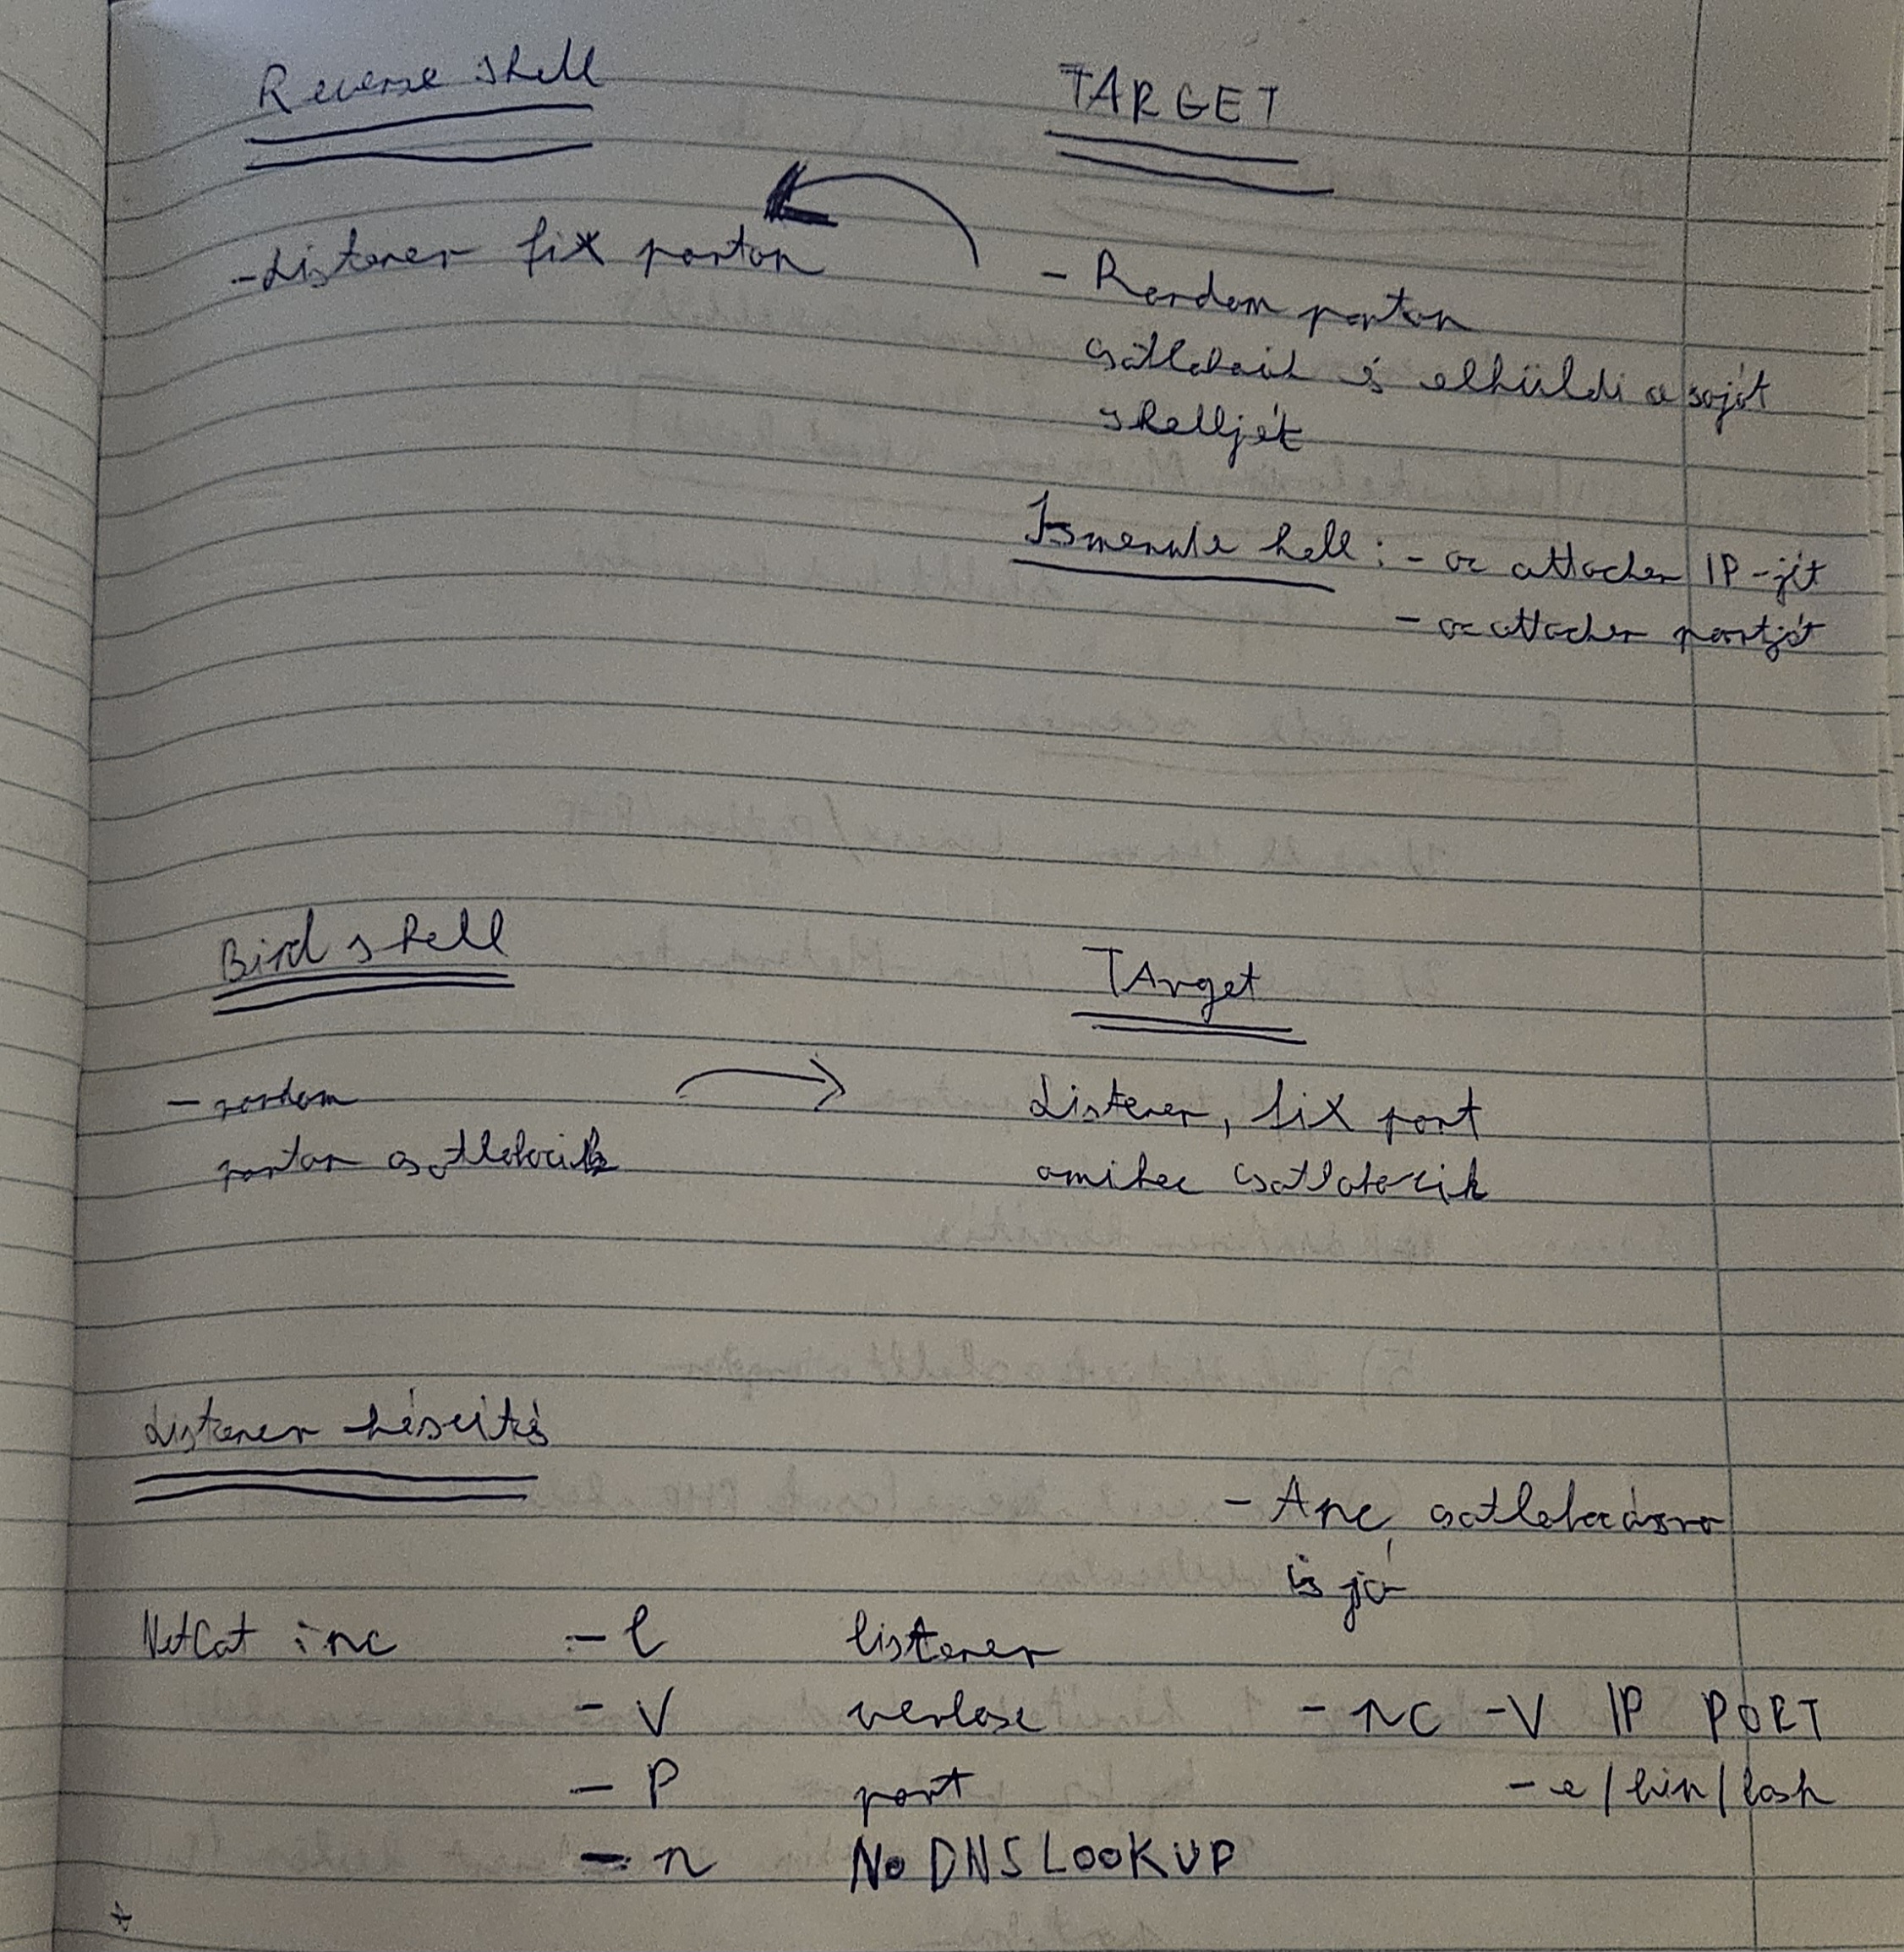 Reverse shell
TARGET
- Listener fix porton
- Random porton
csatlakozik és elküldi a saját
shelljét
Ismernie kell : - az attacker IP-jét
- az attacker portját
Bind shell
TArget
- random
porton csatlakozik
Listener, fix port
amihez csatlakozik
Listener készítés
- A nc csatlakozásra
is jó
NetCat : nc - l listener
- V verbose - nc -V IP PORT
- P port - e /bin/bash
- n No DNS LOOKUP